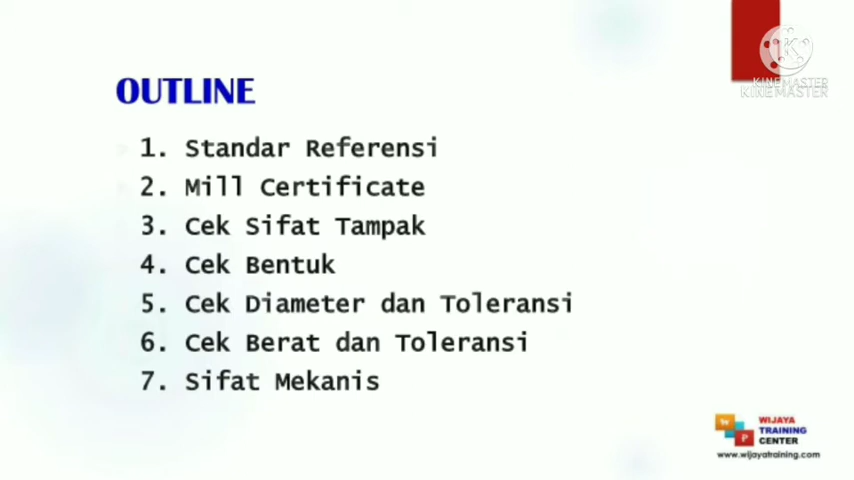 KINEMASTER
KINEMASTER
OUTLINE
1. Standar Referensi
2. Mill Certificate
3. Cek Sifat Tampak
4. Cek Bentuk
5. Cek Diameter dan Toleransi
6. Cek Berat dan Toleransi
7. Sifat Mekanis
W
P
WIJAYA
TRAINING
CENTER
www.wijayatraining.com